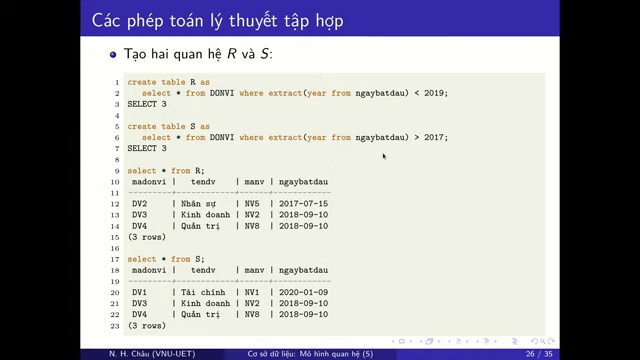 Các phép toán lý thuyết tập hợp
Tạo hai quan hệ R và S:
1 create table R as
2 select * from DONVI where extract(year from ngaybatdau) < 2019;
3 SELECT 3
4
5 create table S as
6 select * from DONVI where extract(year from ngaybatdau) > 2017;
7 SELECT 3
8
9 select * from R;
10 madonvi | tendv | manv | ngaybatdau
11 ---------+------------+------+------------
12 DV2 | Nhân sự | NV5 | 2017-07-15
13 DV3 | Kinh doanh | NV2 | 2018-09-10
14 DV4 | Quản trị | NV8 | 2018-09-10
15 (3 rows)
16
17 select * from S;
18 madonvi | tendv | manv | ngaybatdau
19 ---------+------------+------+------------
20 DV1 | Tài chính | NV1 | 2020-01-09
21 DV3 | Kinh doanh | NV2 | 2018-09-10
22 DV4 | Quản trị | NV8 | 2018-09-10
23 (3 rows)
N. H. Châu (VNU-UET) Cơ sở dữ liệu: Mô hình quan hệ (5) 26 / 35